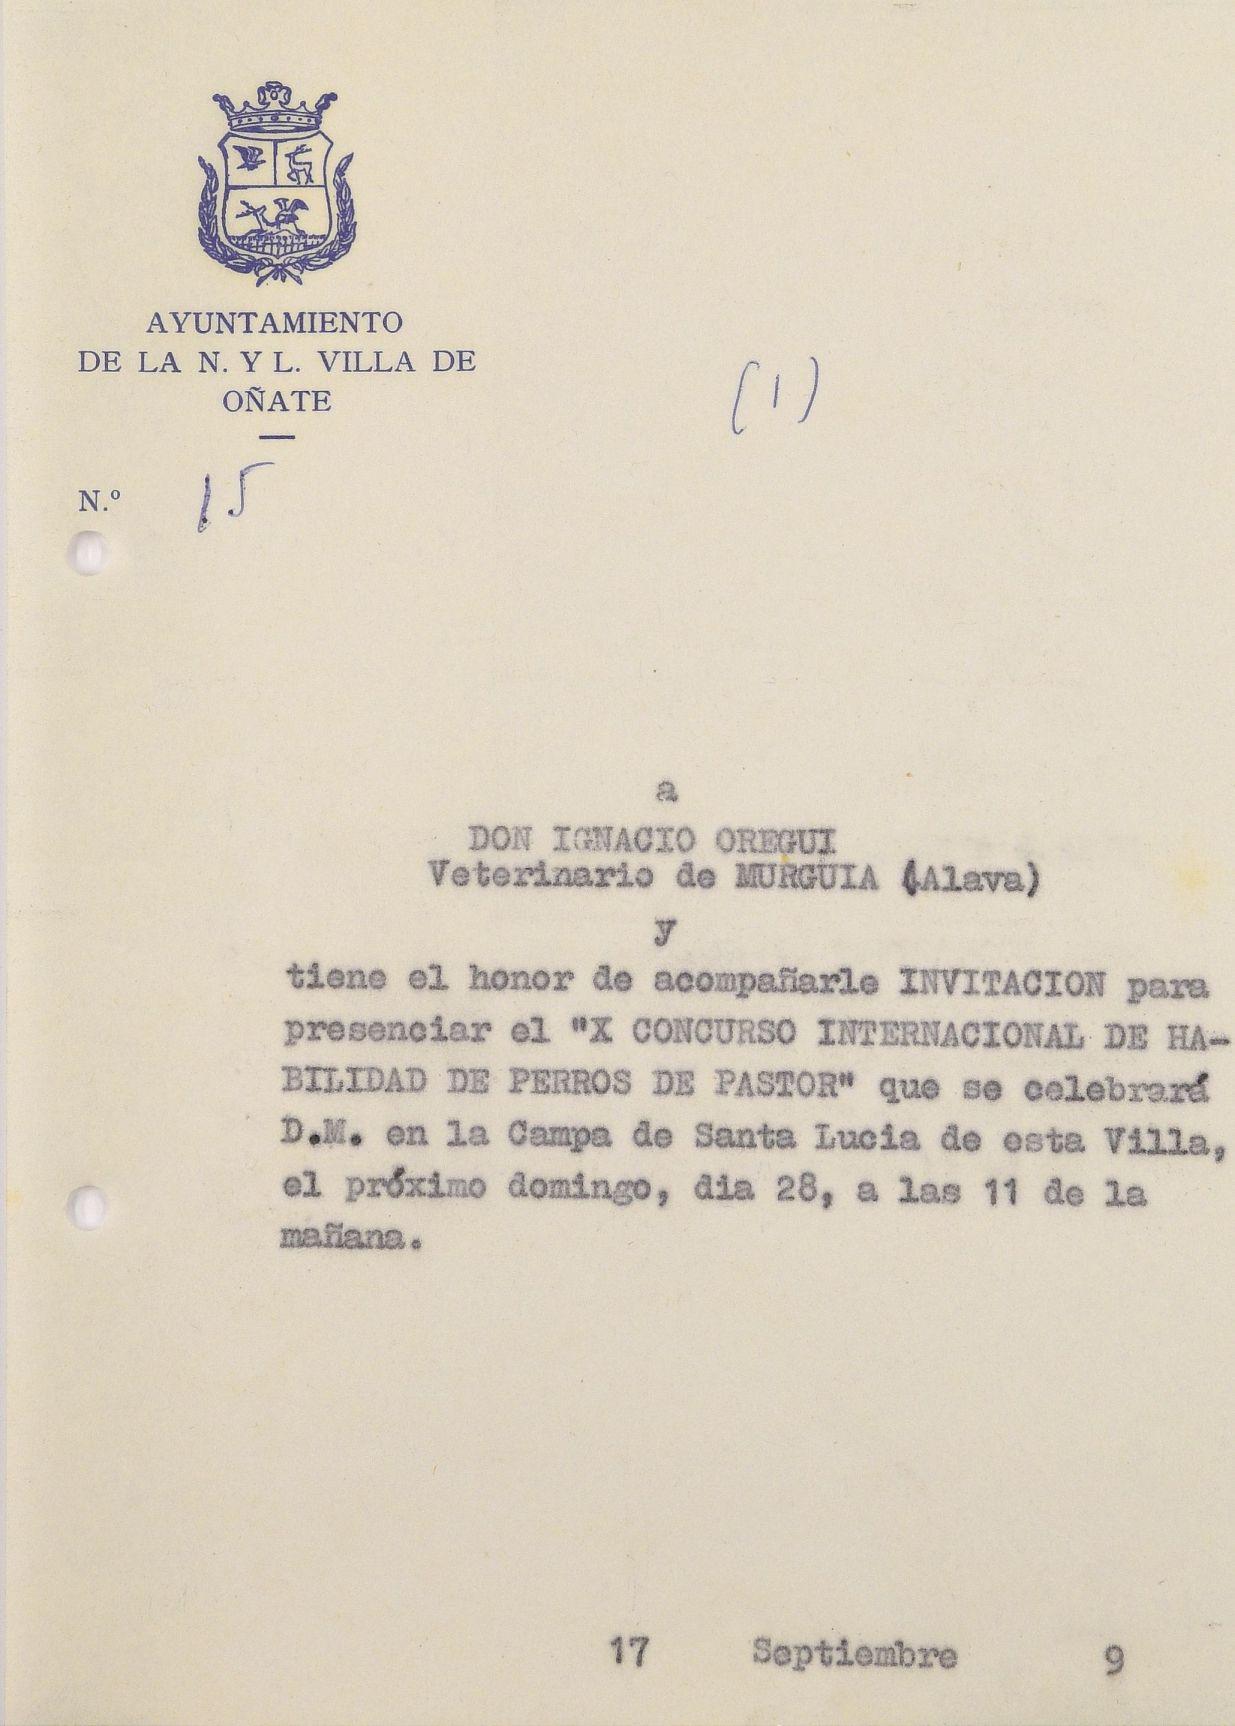 AYUNTAMIENTO
DE LA N. Y L. VILLA DE
OÑATE
(1)
N.º 15
a
DON IGNACIO OREGUI
Veterinario de MURGUIA (Alava)
y
tiene el honor de acompañarle INVITACION para
presenciar el "X CONCURSO INTERNACIONAL DE HA-
BILIDAD DE PERROS DE PASTOR" que se celebrará
D.M. en la Campa de Santa Lucia de esta Villa,
el próximo domingo, dia 28, a las 11 de la
mañana.
17 Septiembre 9